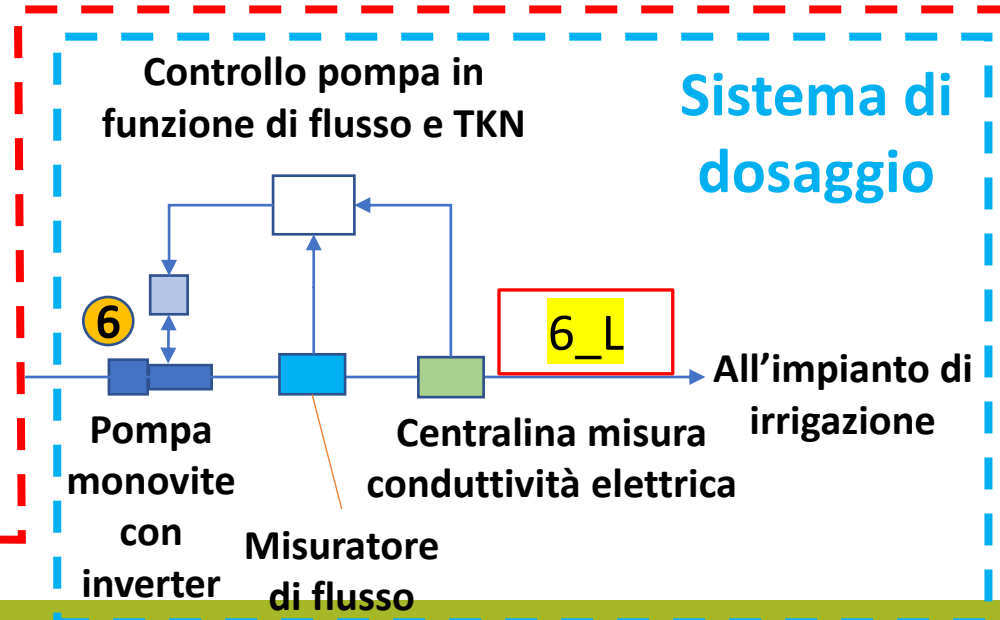 Controllo pompa in
funzione di flusso e TKN
Sistema di
dosaggio
6
6_L
All'impianto di
irrigazione
Pompa
monovite
con
inverter
Centralina misura
conduttività elettrica
Misuratore
di flusso